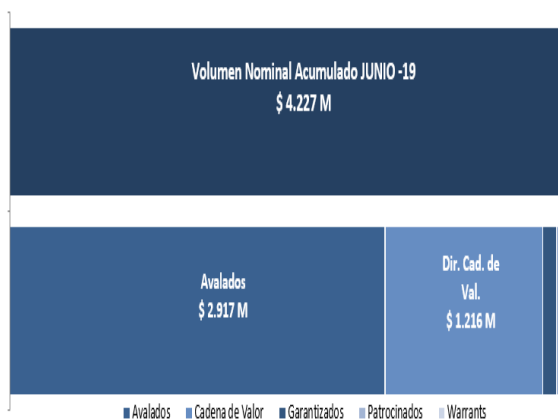 Volumen Nominal Acumulado JUNIO -19
$ 4.227 M
Avalados
$ 2.917 M
Dir. Cad. de
Val.
$ 1.216 M
Avalados Cadena de Valor Garantizados Patrocinados Warrants